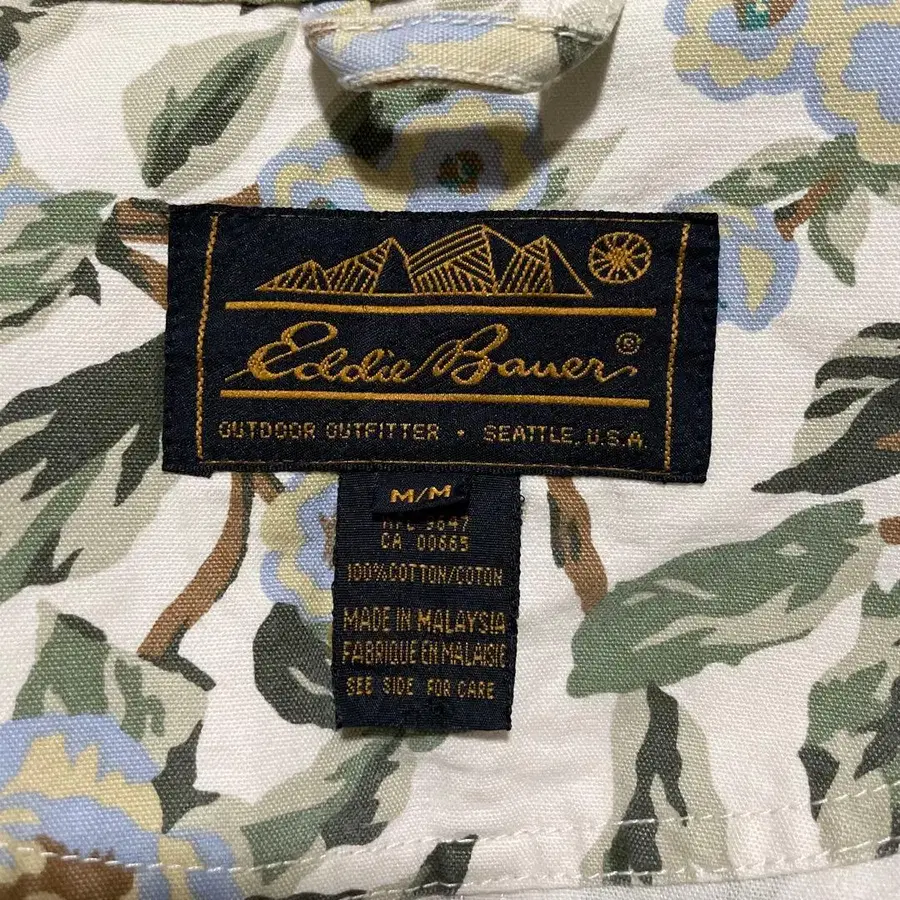 Eddie Bauer®
OUTDOOR OUTFITTER • SEATTLE, U.S.A.
M/M
CA 00665
100% COTTON/COTON
MADE IN MALAYSIA
FABRIQUE EN MALAISIE
SEE SIDE FOR CARE